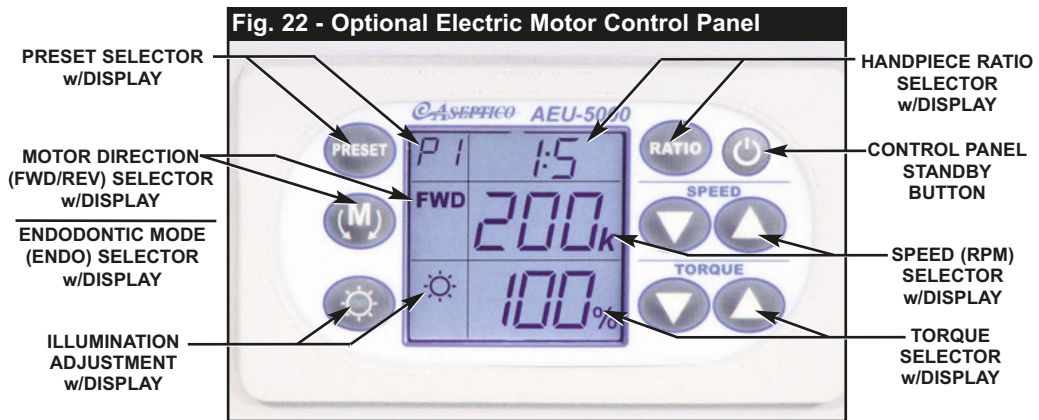 Fig. 22 - Optional Electric Motor Control Panel
PRESET SELECTOR
w/DISPLAY
MOTOR DIRECTION
(FWD/REV) SELECTOR
w/DISPLAY
ENDODONTIC MODE
(ENDO) SELECTOR
w/DISPLAY
ILLUMINATION
ADJUSTMENT
w/DISPLAY
ASEPTICO AEU-5000
PRESET
P1 1:5
FWD 200k
100%
M
RATIO
SPEED
TORQUE
HANDPIECE RATIO
SELECTOR
w/DISPLAY
CONTROL PANEL
STANDBY
BUTTON
SPEED (RPM)
SELECTOR
w/DISPLAY
TORQUE
SELECTOR
w/DISPLAY